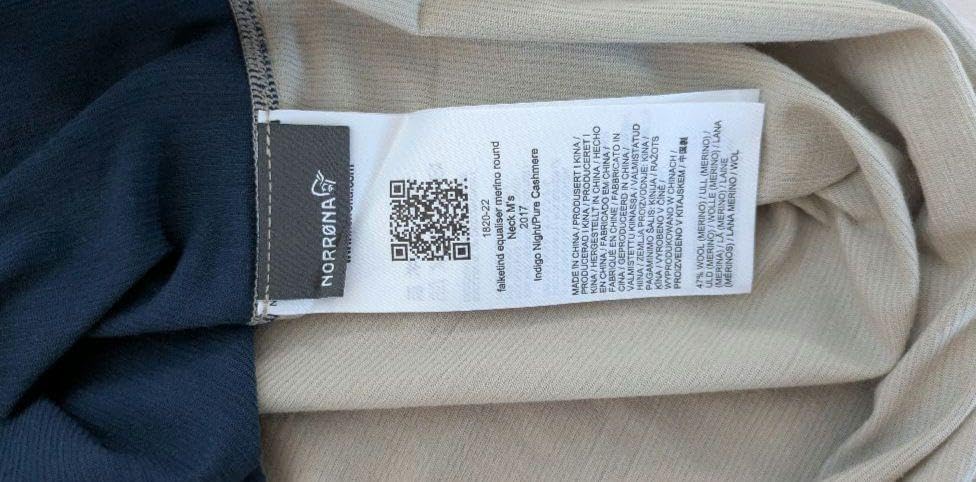 NORRØNA
1820-22
falketind equaliser merino round
Neck M's
2017
Indigo Night/Pure Cashmere
MADE IN CHINA / PRODUSERT I KINA /
PRODUCERAD I KINA / PRODUCERET I
KINA / HERGESTELLT IN CHINA / HECHO
EN CHINA / FABRICADO EM CHINA /
FABRIQUÉ EN CHINE / FABBRICATO IN
CINA / GEPRODUCEERD IN CHINA /
VALMISTETTU KIINASSA / VALMISTATUD
HIINA / ZEMLJA PROIZVODNJE: KINA /
PAGAMINIMO ŠALIS: KINIJA / RAŽOTS
KĪNA / VYROBENO V ČÍNĚ /
WYPRODUKOWANO W CHINACH /
PROIZVEDENO V KITAJSKEM / 中国製
47% WOOL (MERINO) / ULL (MERINO) /
ULD (MERINO) / WOLLE (MERINO) / LANA
(MERINA) / LÃ (MERINO) / LAINE
(MÉRINOS) / LANA MERINO / WOL